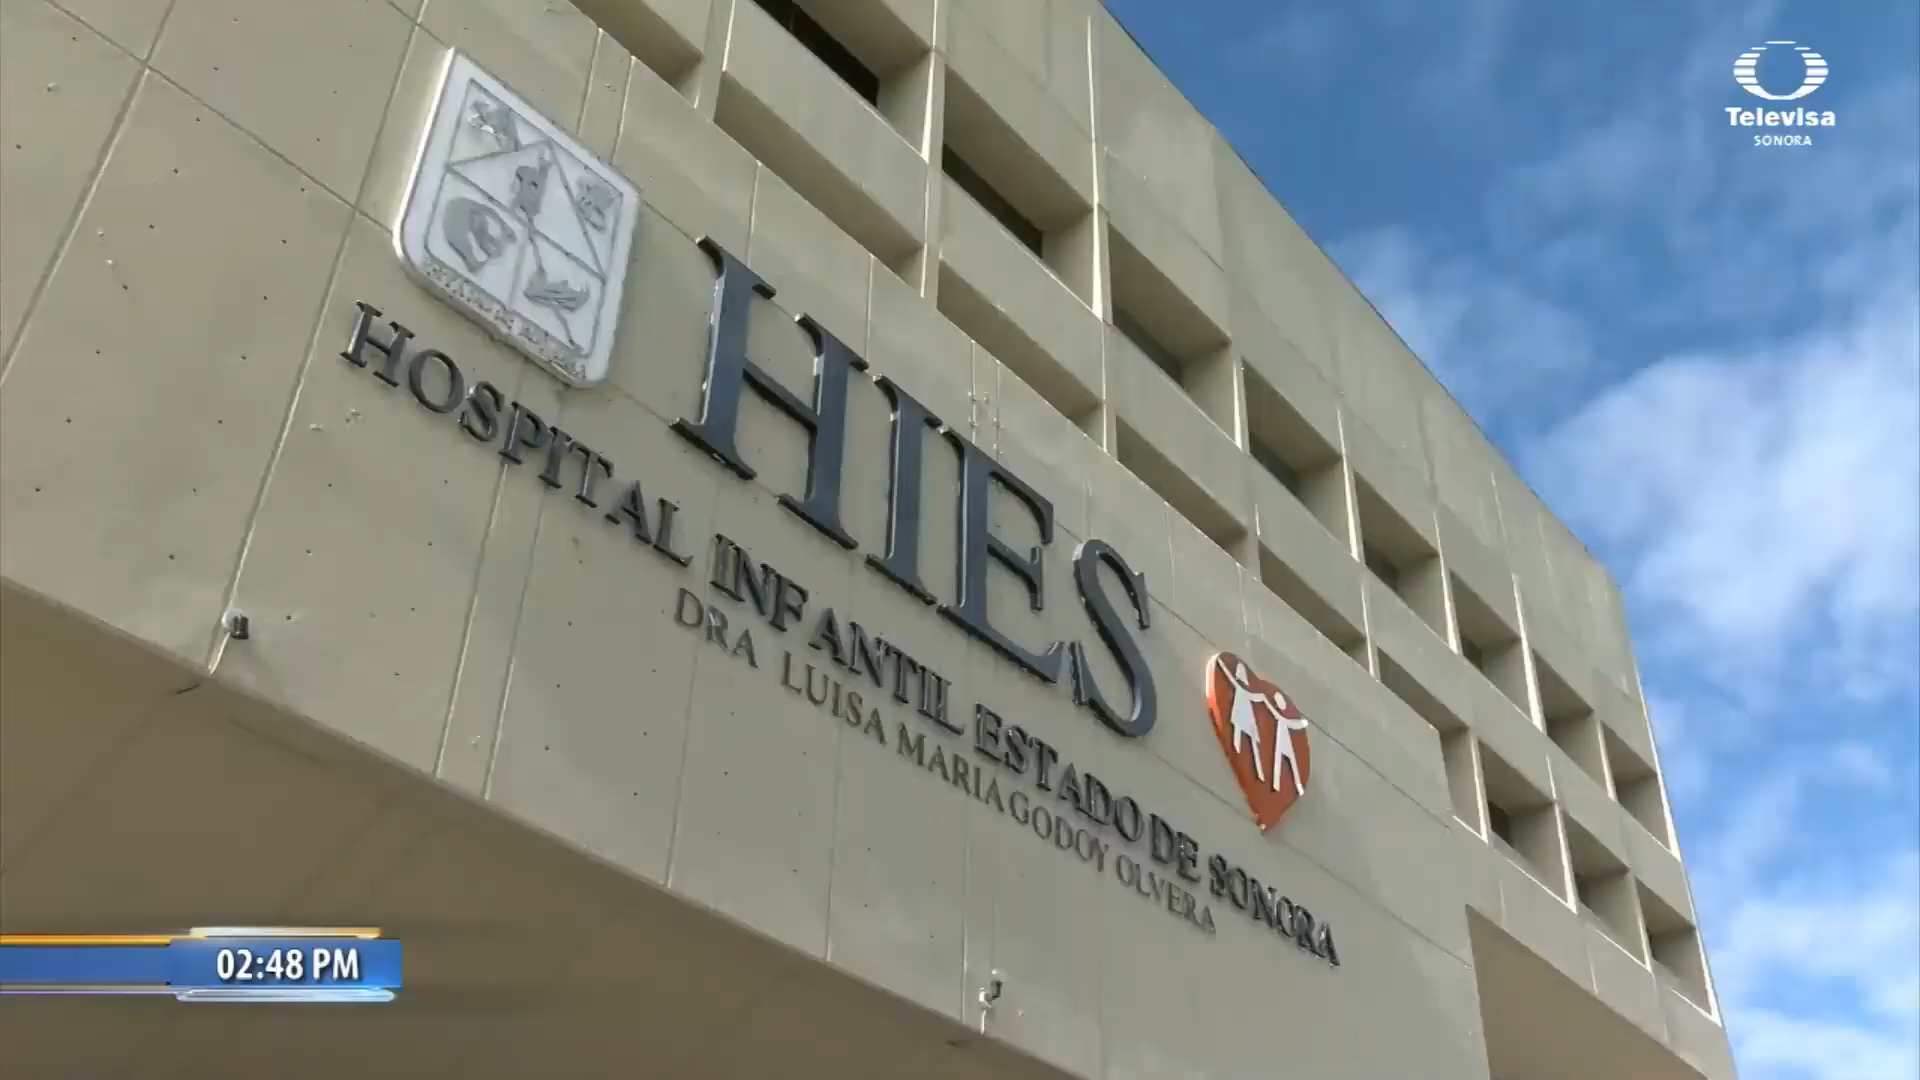 Televisa
SONORA
HIES
HOSPITAL INFANTIL ESTADO DE SONORA
DRA LUISA MARIA GODOY OLVERA
02:48 PM